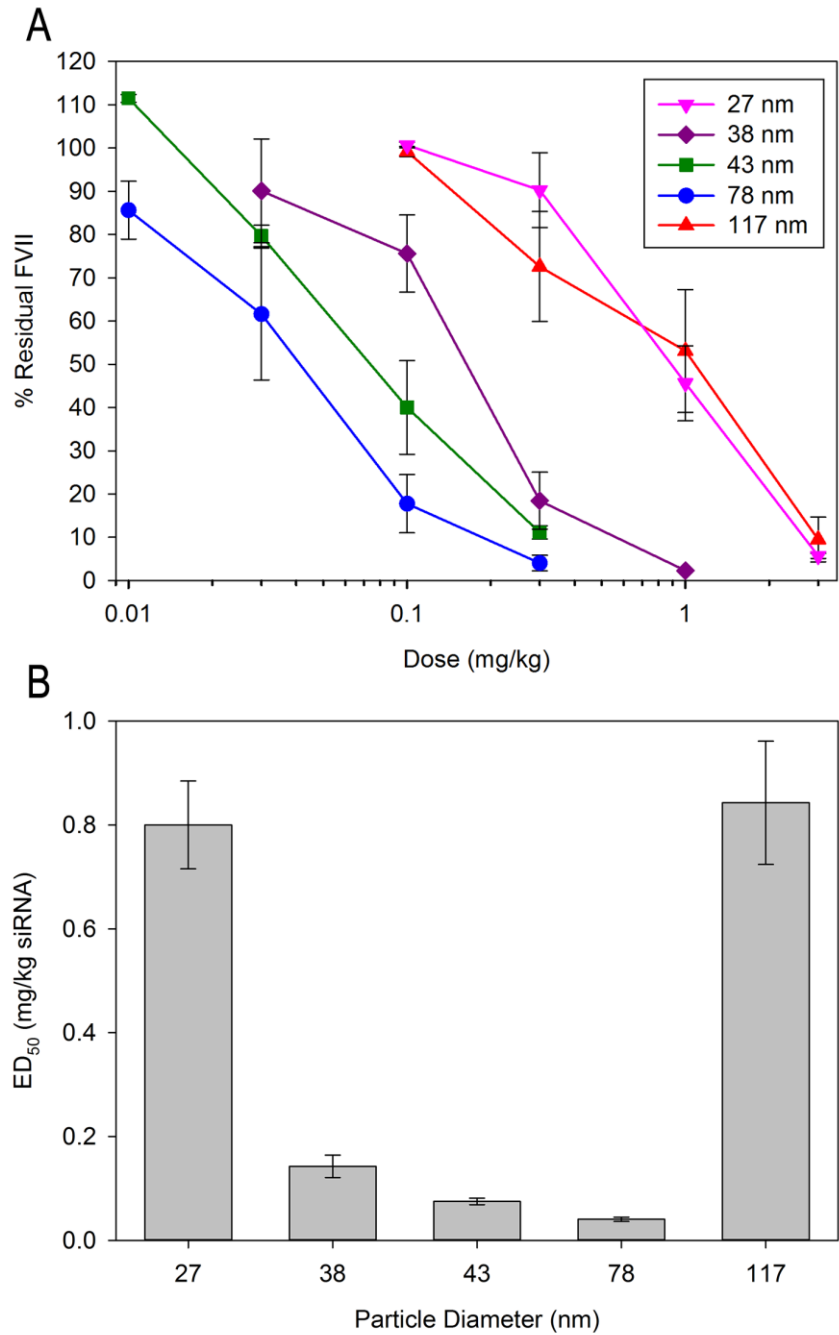 A
120
110
100
90
80
70
60
50
40
30
20
10
0
% Residual FVII
27 nm
38 nm
43 nm
78 nm
117 nm
0.01 0.1 1
Dose (mg/kg)
B
1.0
0.8
0.6
0.4
0.2
0.0
ED50 (mg/kg siRNA)
27 38 43 78 117
Particle Diameter (nm)